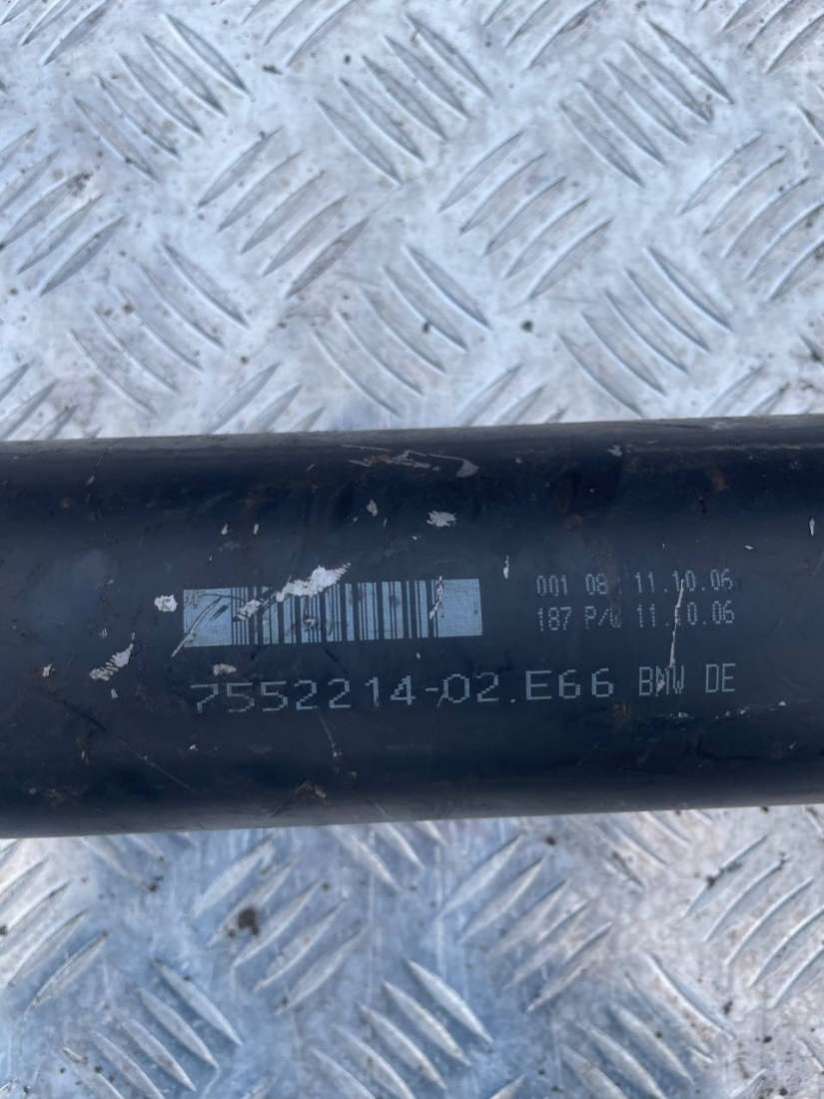 001 08 11.10.06
187 P/W 11.10.06
7552214-02.E66 BMW DE